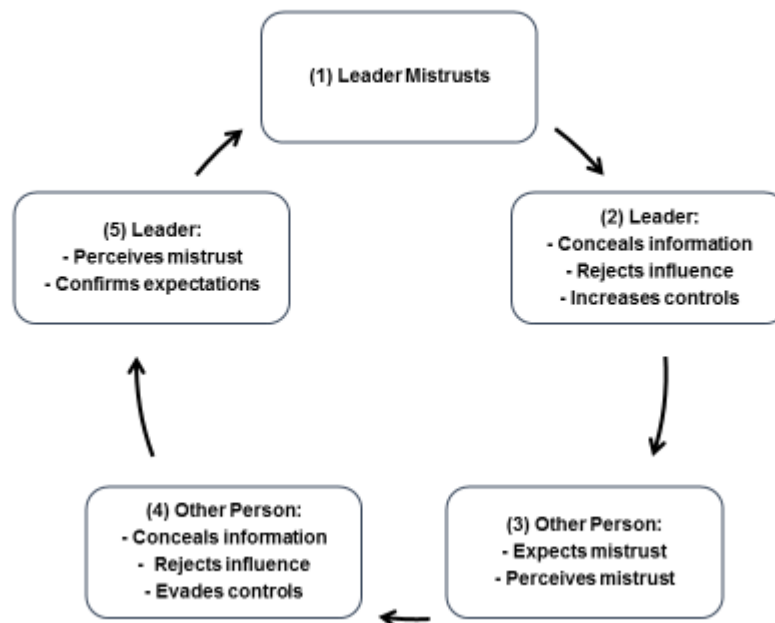 (1) Leader Mistrusts
(2) Leader:
- Conceals information
- Rejects influence
- Increases controls
(3) Other Person:
- Expects mistrust
- Perceives mistrust
(4) Other Person:
- Conceals information
- Rejects influence
- Evades controls
(5) Leader:
- Perceives mistrust
- Confirms expectations